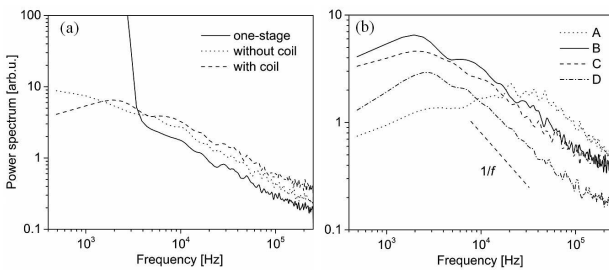 (a)
one-stage
without coil
with coil
Power spectrum [arb.u.]
100
10
1
0.1
10³
10⁴
10⁵
Frequency [Hz]
(b)
A
B
C
D
1/f
10
1
0.1
10³
10⁴
10⁵
Frequency [Hz]